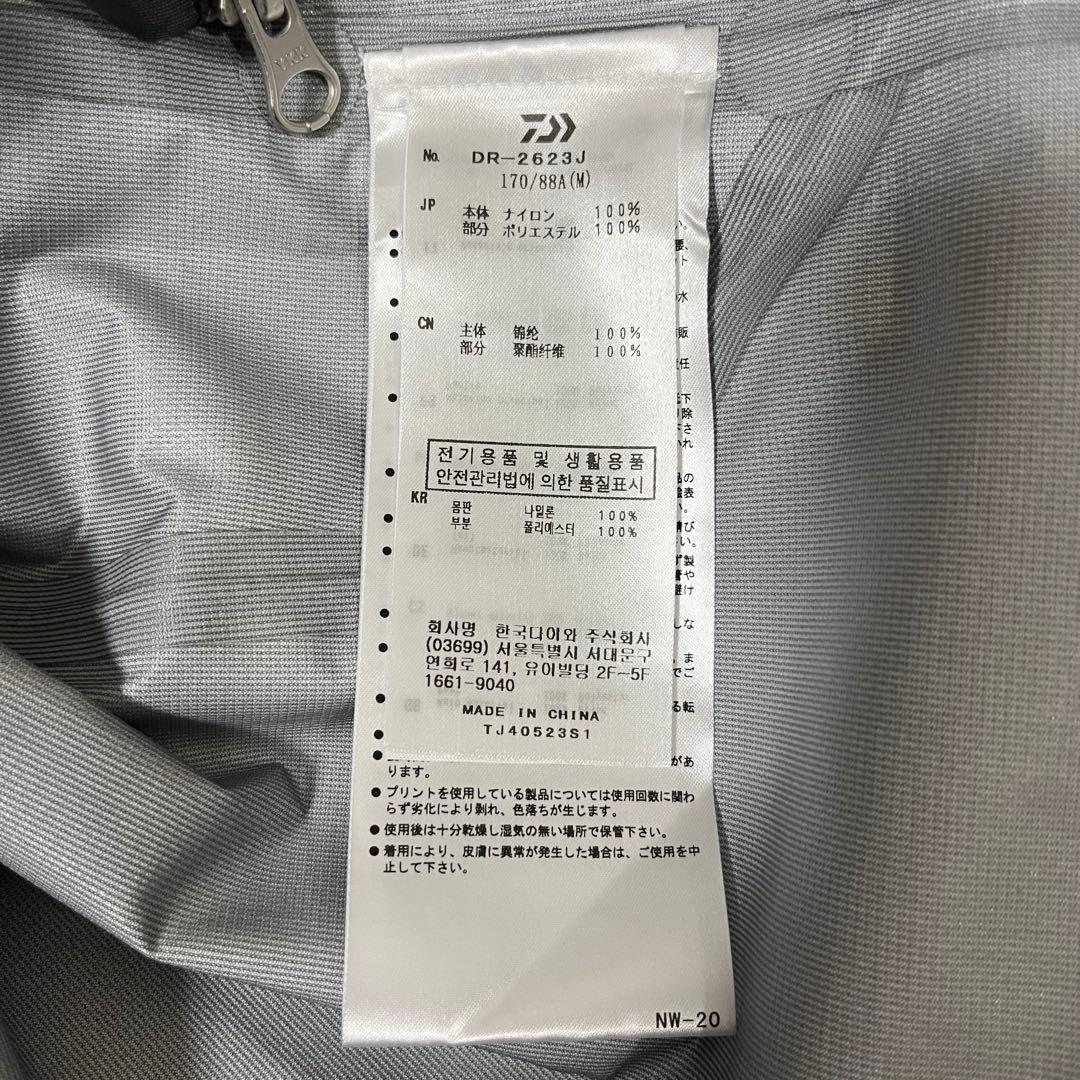 YKK
No. DR-2623J
170/88A(M)
JP 本体 ナイロン 100%
部分 ポリエステル 100%
CN 主体 锦纶 100%
部分 聚酯纤维 100%
전기용품 및 생활용품
안전관리법에 의한 품질표시
KR 몸판 나일론 100%
부분 폴리에스터 100%
회사명 한국다이와 주식회사
(03699) 서울특별시 서대문구
연희로 141, 유이빌딩 2F~5F
1661-9040
MADE IN CHINA
TJ40523S1
があ
ります。
●プリントを使用している製品については使用回数に関わ
らず劣化により剥れ、色落ちが生じます。
●使用後は十分乾燥し湿気の無い場所で保管下さい。
●着用により、皮膚に異常が発生した場合は、ご使用を中
止して下さい。
NW-20